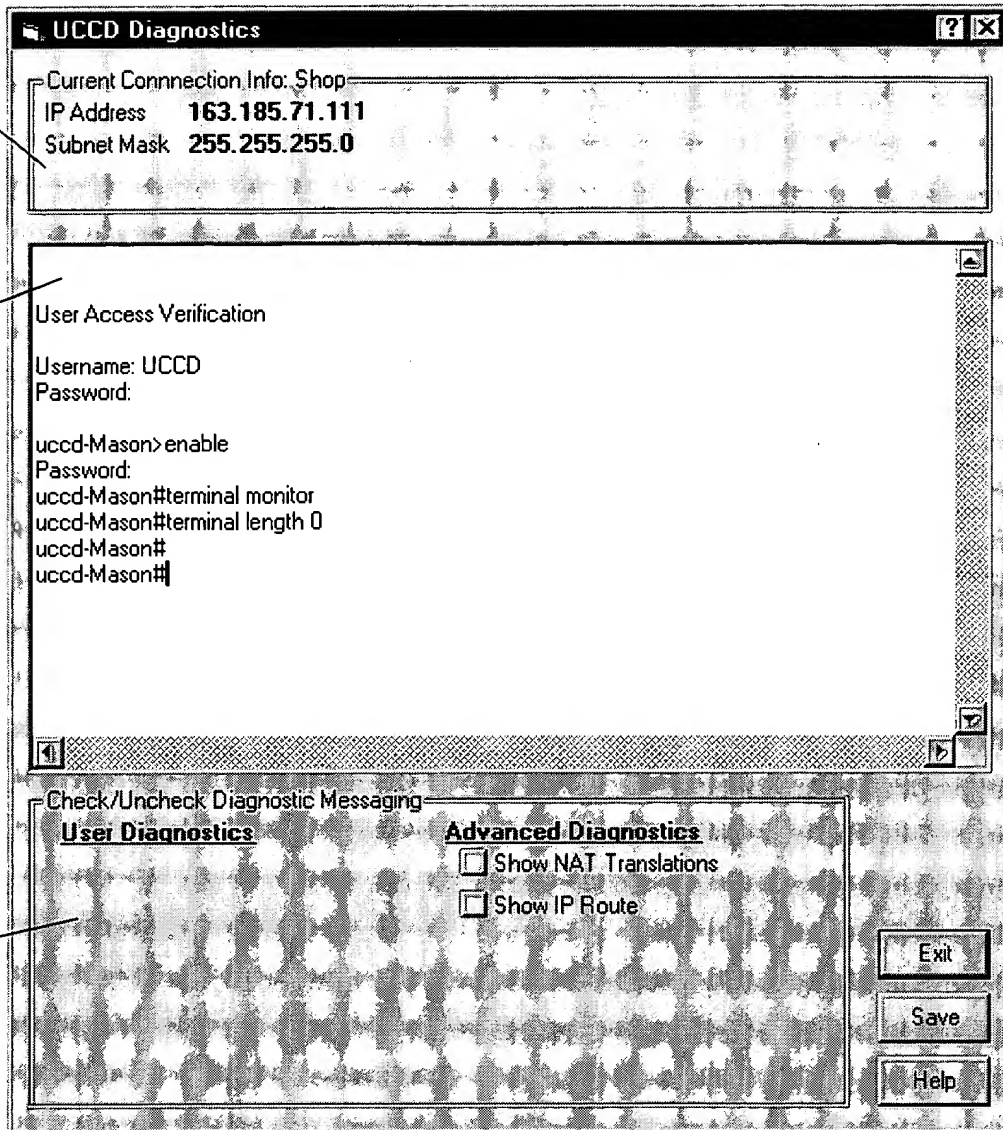 UCCD Diagnostics
Current Connnection Info: Shop
IP Address 163.185.71.111
Subnet Mask 255.255.255.0
User Access Verification
Username: UCCD
Password:
uccd-Mason>enable
Password:
uccd-Mason#terminal monitor
uccd-Mason#terminal length 0
uccd-Mason#
uccd-Mason#
Check/Uncheck Diagnostic Messaging
User Diagnostics Advanced Diagnostics
Show NAT Translations
Show IP Route
Exit
Save
Help